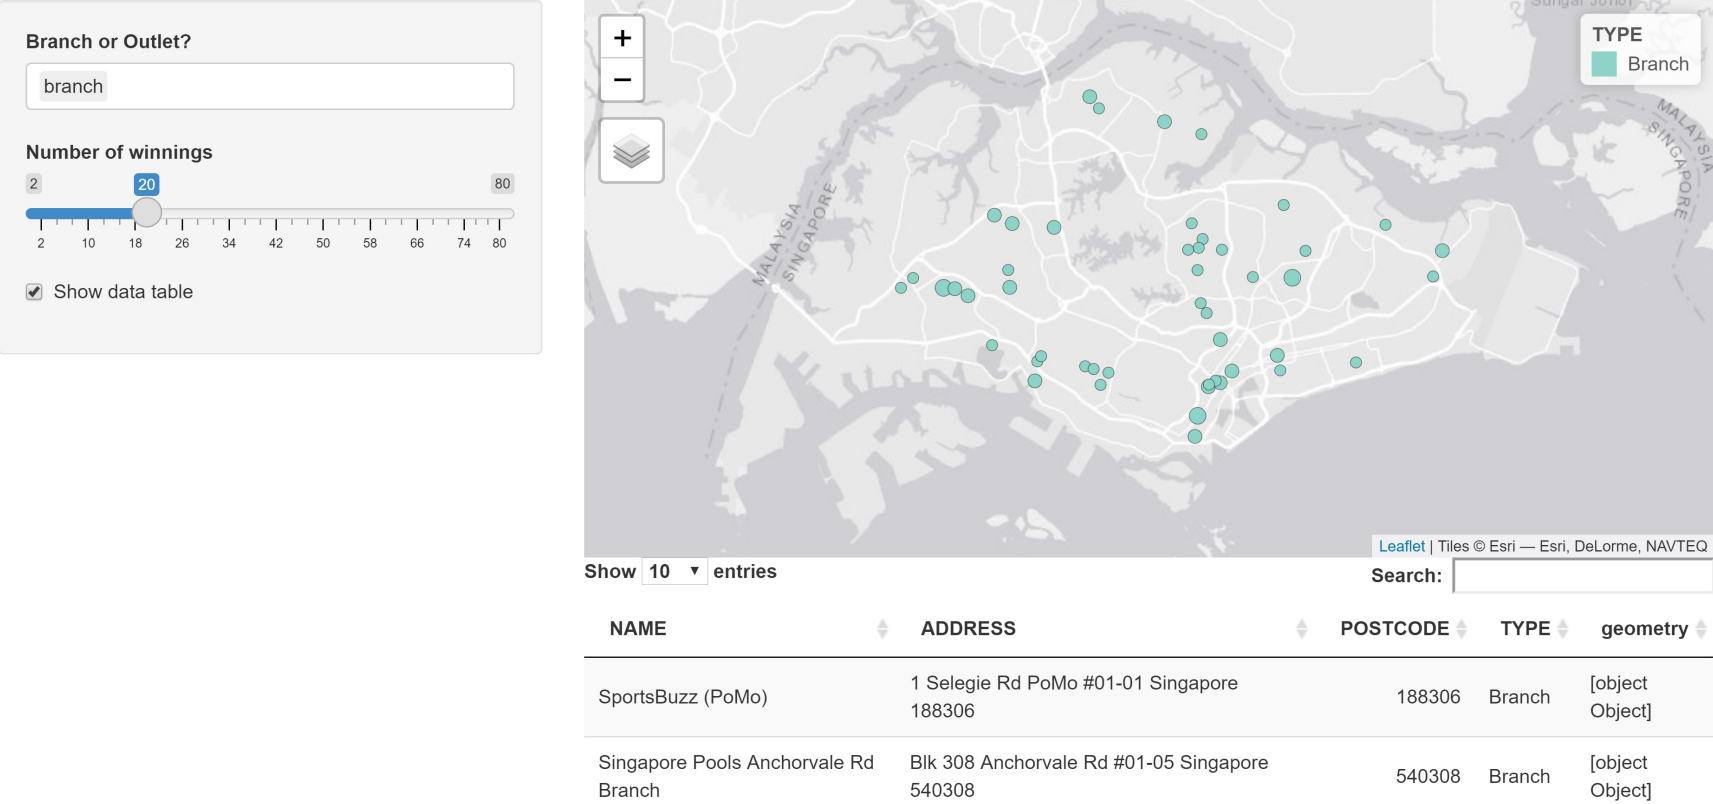 Branch or Outlet?
branch
Number of winnings
2
20
80
2 10 18 26 34 42 50 58 66 74 80
Show data table
+
−
MALAYSIA
SINGAPORE
MALAYSIA
SINGAPORE
TYPE
Branch
Leaflet | Tiles © Esri — Esri, DeLorme, NAVTEQ
Show 10 entries
Search:
NAME ADDRESS POSTCODE TYPE geometry
SportsBuzz (PoMo) 1 Selegie Rd PoMo #01-01 Singapore 188306 Branch [object
188306 Object]
Singapore Pools Anchorvale Rd Blk 308 Anchorvale Rd #01-05 Singapore 540308 Branch [object
Branch 540308 Object]